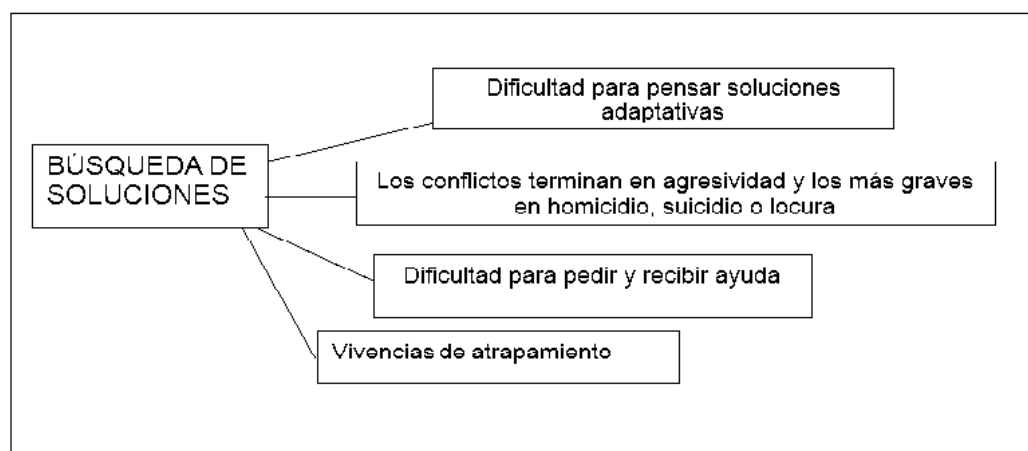 Dificultad para pensar soluciones
adaptativas
BÚSQUEDA DE
SOLUCIONES
Los conflictos terminan en agresividad y los más graves
en homicidio, suicidio o locura
Dificultad para pedir y recibir ayuda
Vivencias de atrapamiento